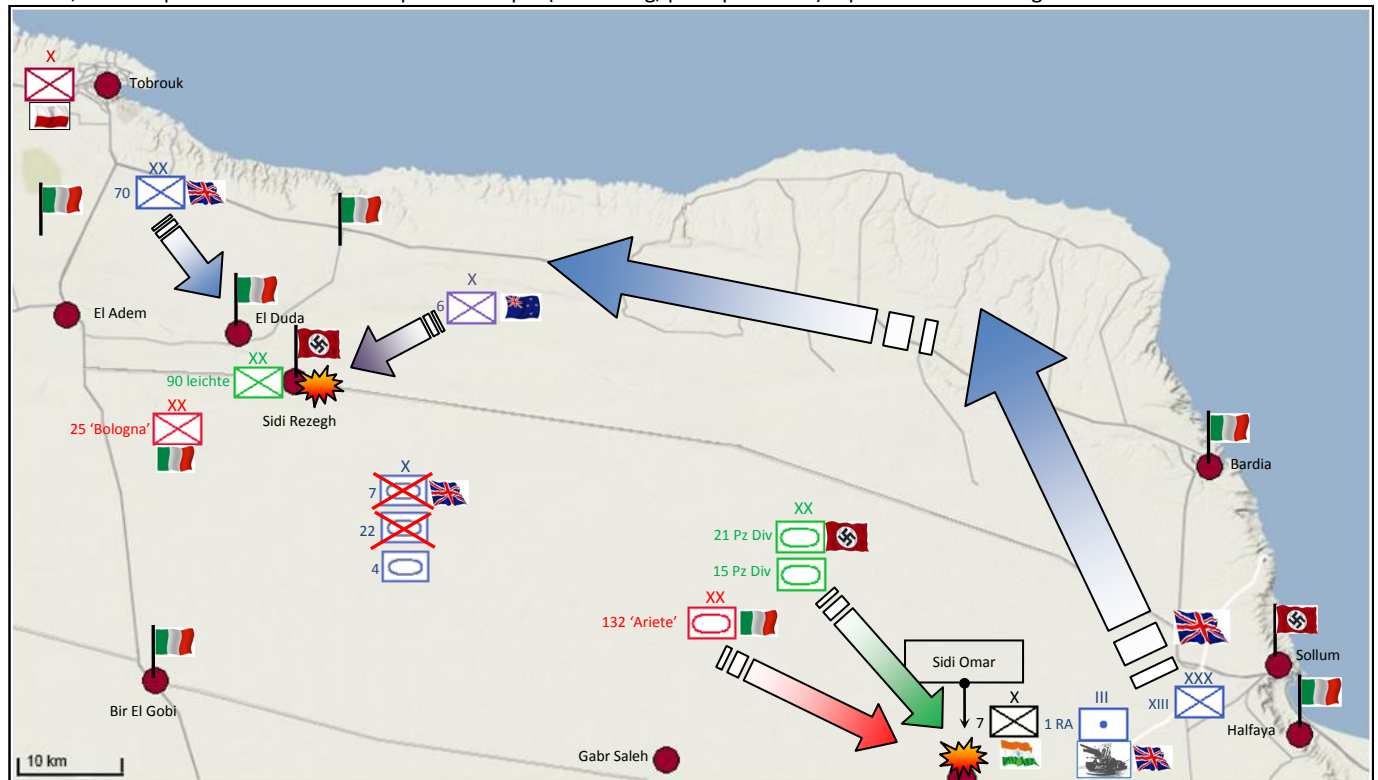 X
Tobrouk
XX
70
El Adem
El Duda
X
6
XX
90 leichte
Sidi Rezegh
XX
25 ‘Bologna’
X
7
22
4
Bardia
XX
21 Pz Div
15 Pz Div
XX
132 ‘Ariete’
Sidi Omar
Bir El Gobi
Sollum
X
7
III
1 RA
XXX
XIII
Halfaya
Gabr Saleh
10 km